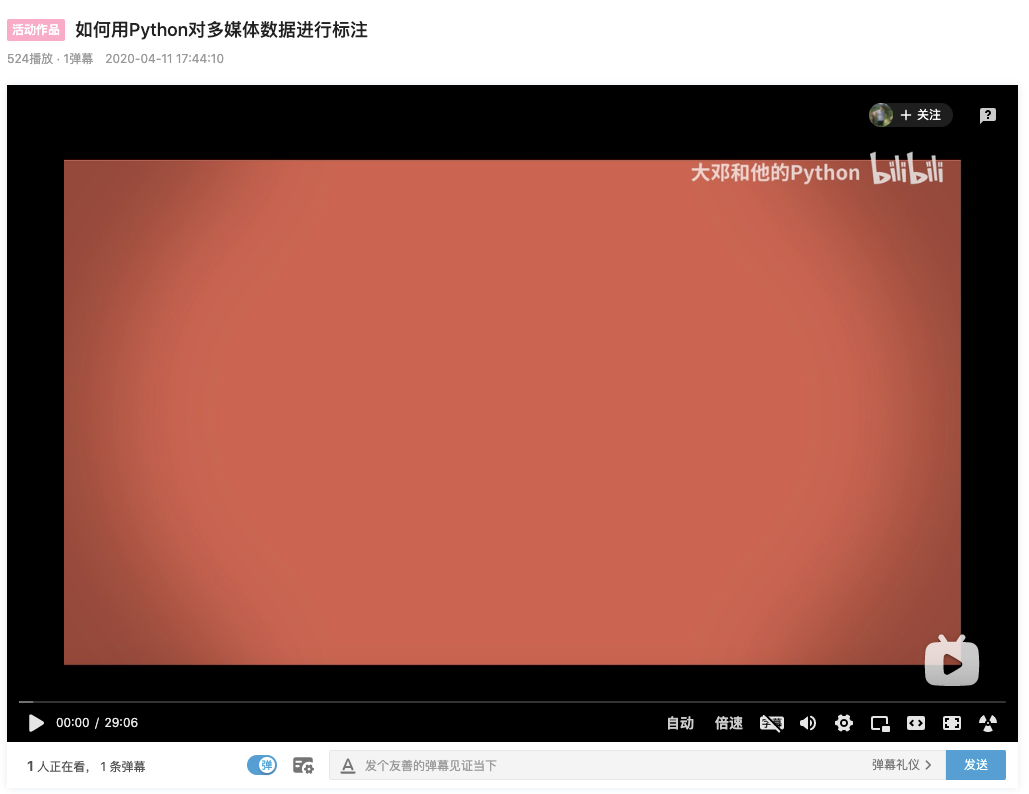 活动作品 如何用Python对多媒体数据进行标注
524播放 · 1弹幕 2020-04-11 17:44:10
+ 关注
大邓和他的Python bilibili
00:00 / 29:06 自动 倍速 字幕
1 人正在看， 1 条弹幕 弹 A 发个友善的弹幕见证当下 弹幕礼仪 > 发送